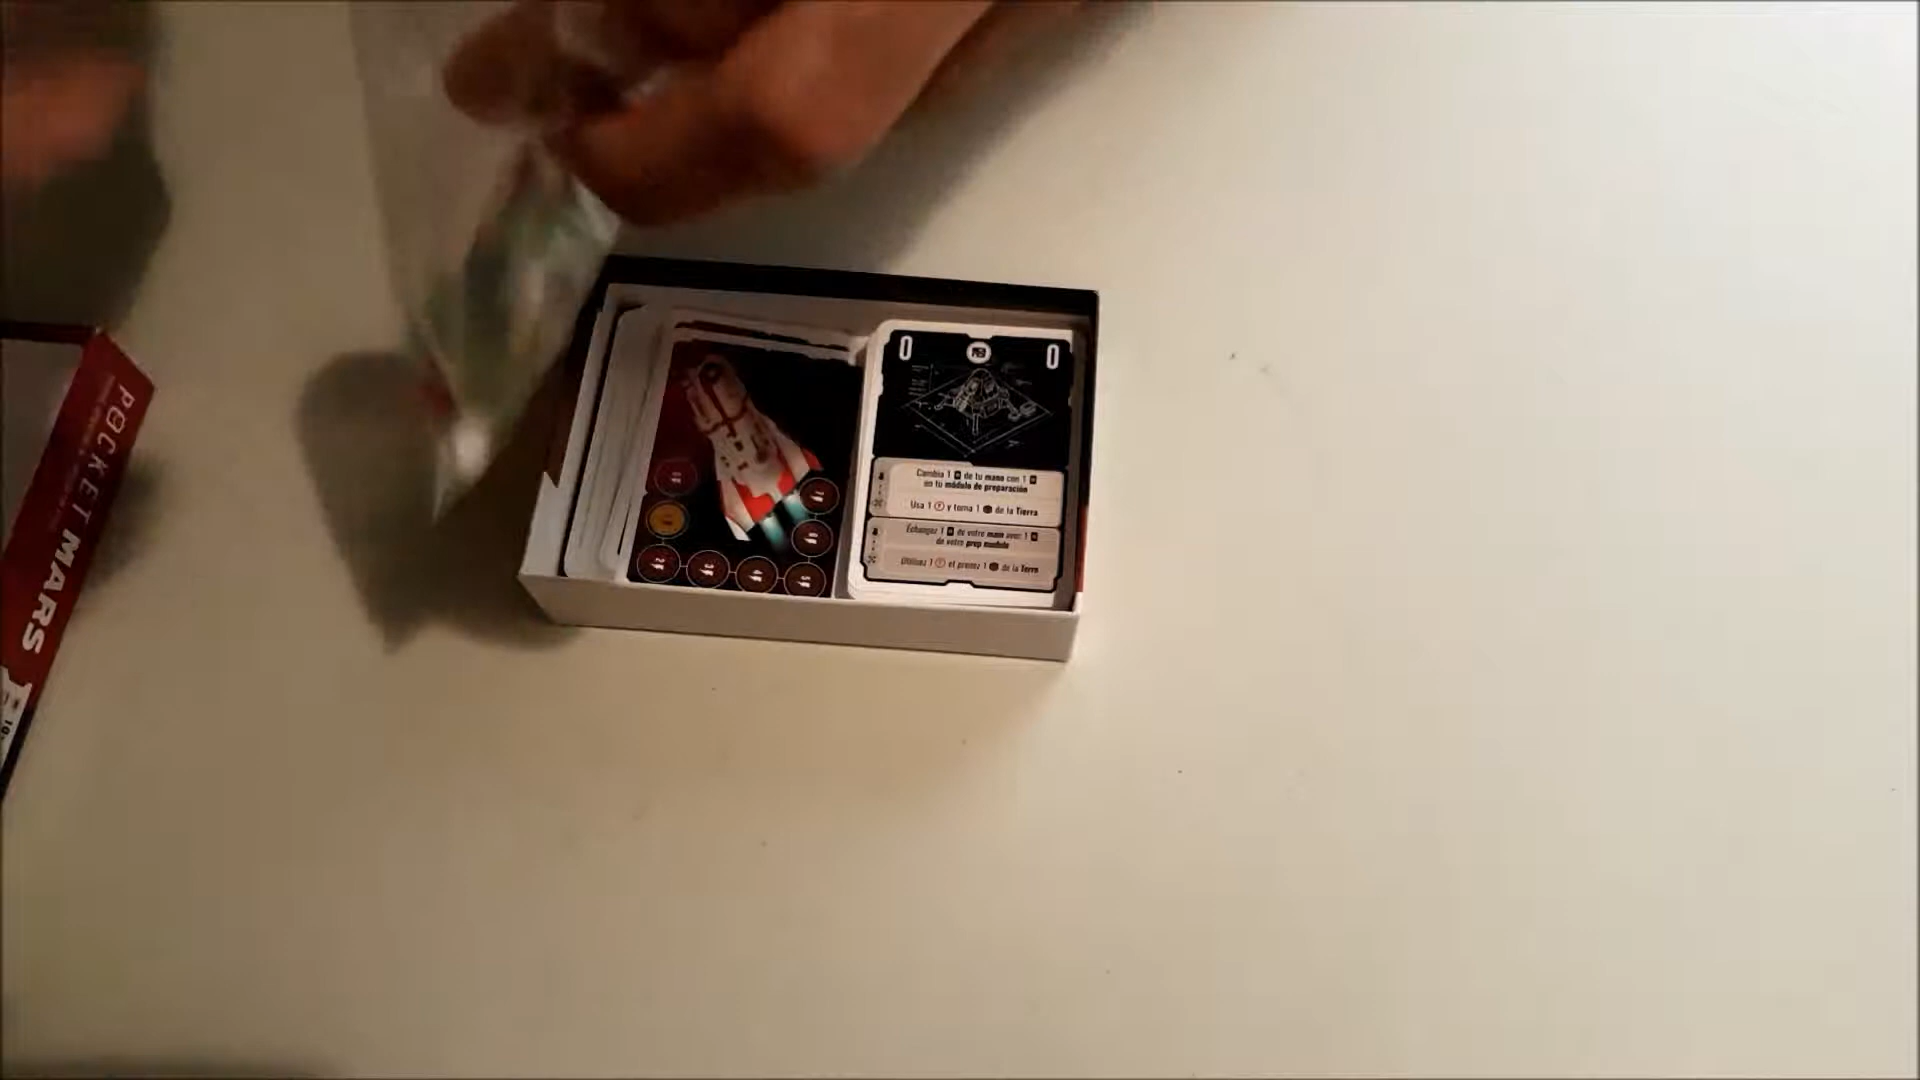 POCKET MARS
10
0 0
Cambia 1 de tu mano con 1
en tu módulo de preparación
Usa 1 y toma 1 de la Tierra
Échangez 1 de votre main avec 1
de votre prep module
Utilisez 1 et prenez 1 de la Terre